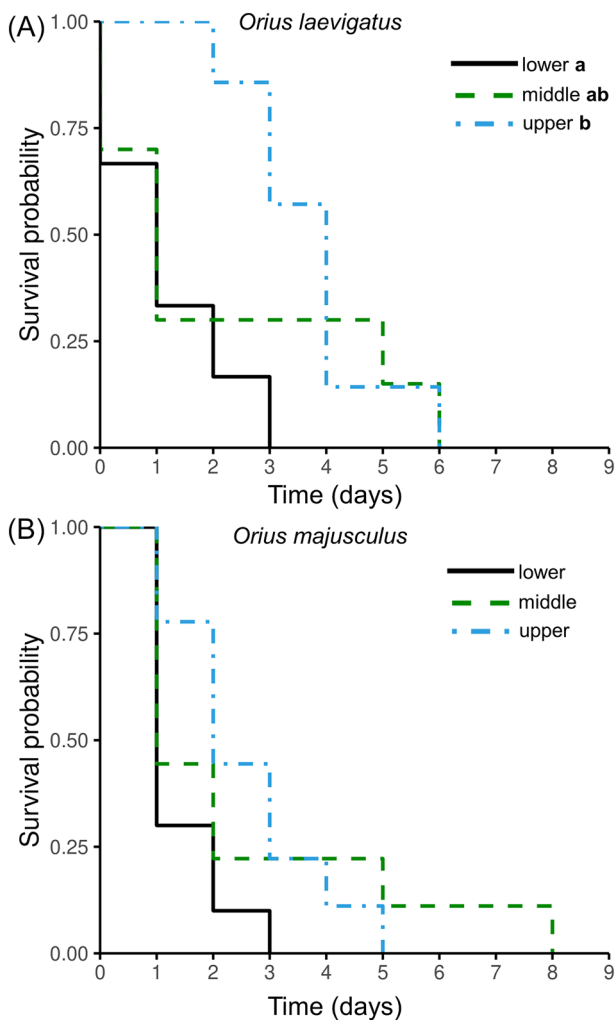 (A)
Orius laevigatus
lower a
middle ab
upper b
Survival probability
1.00
0.75
0.50
0.25
0.00
0 1 2 3 4 5 6 7 8 9
Time (days)
(B)
Orius majusculus
lower
middle
upper
Survival probability
1.00
0.75
0.50
0.25
0.00
0 1 2 3 4 5 6 7 8 9
Time (days)